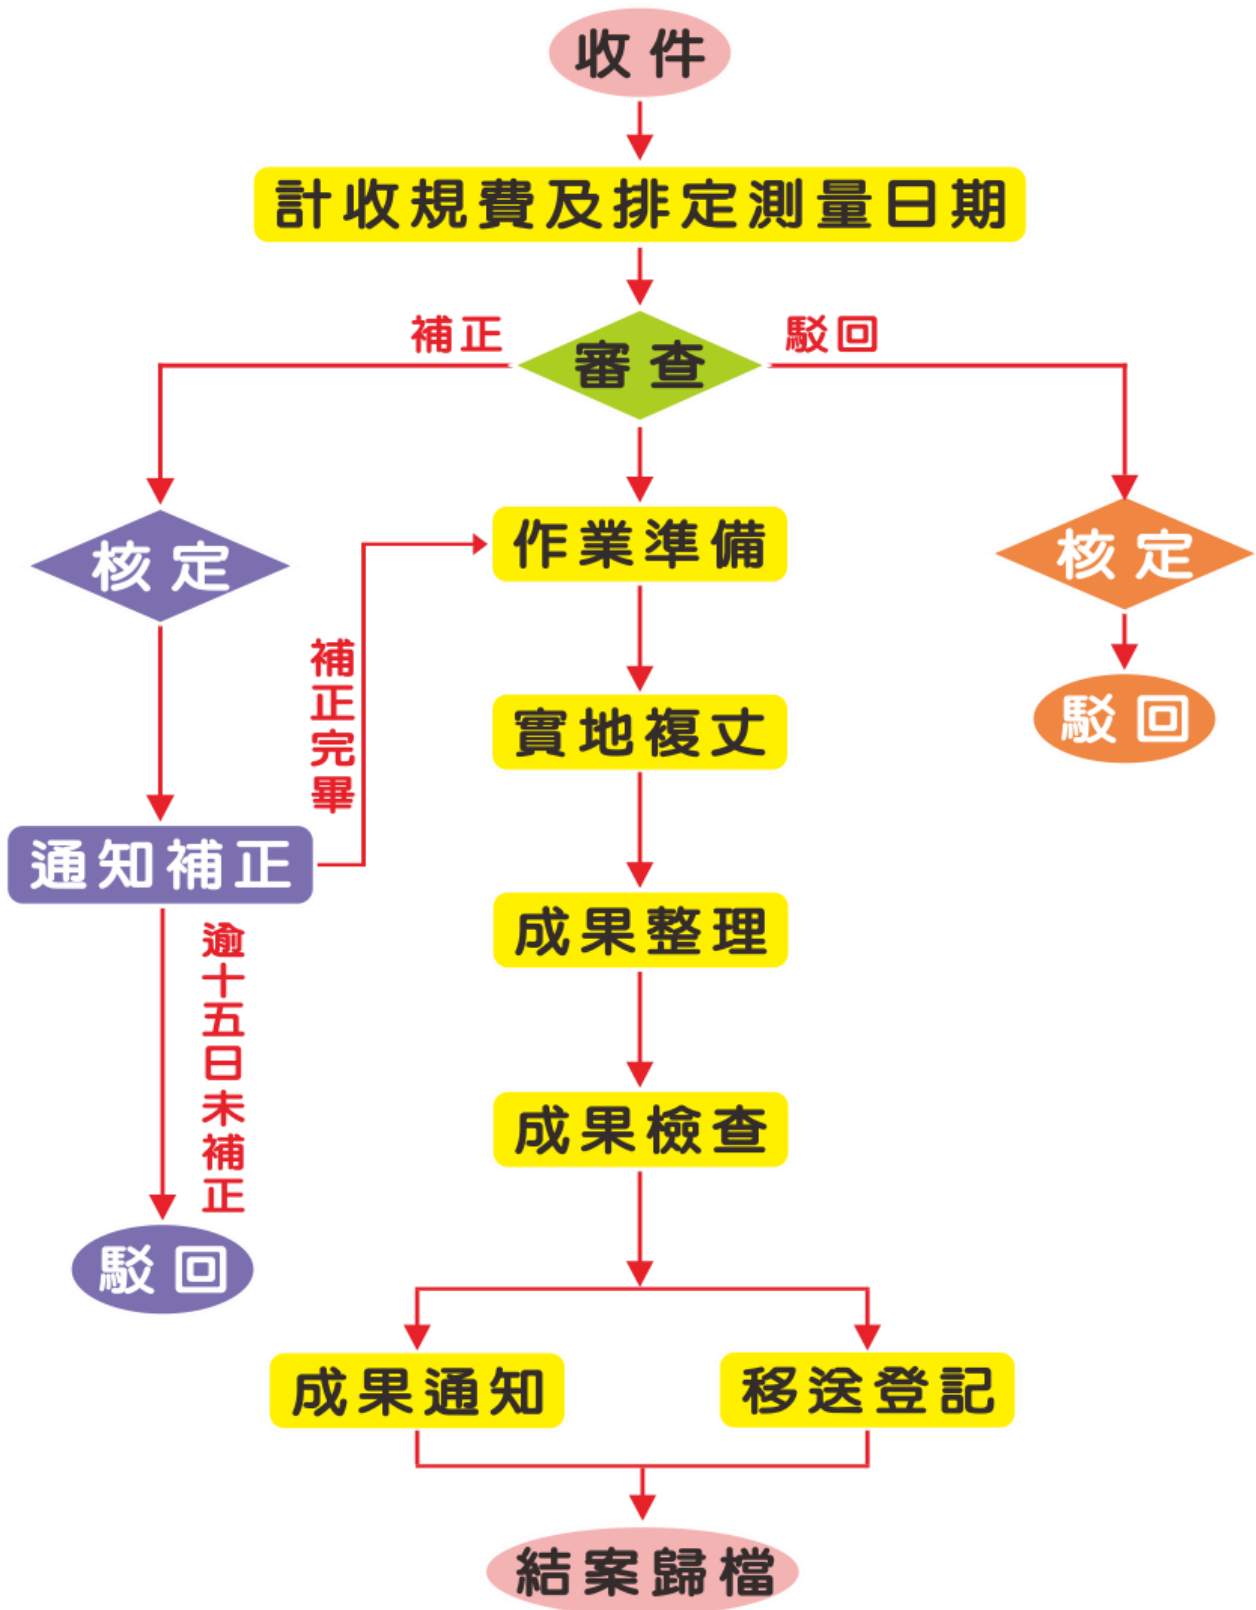 收件
計收規費及排定測量日期
補正
駁回
審查
核定
作業準備
核定
補正完畢
實地複丈
駁回
通知補正
成果整理
逾十五日未補正
成果檢查
駁回
成果通知
移送登記
結案歸檔